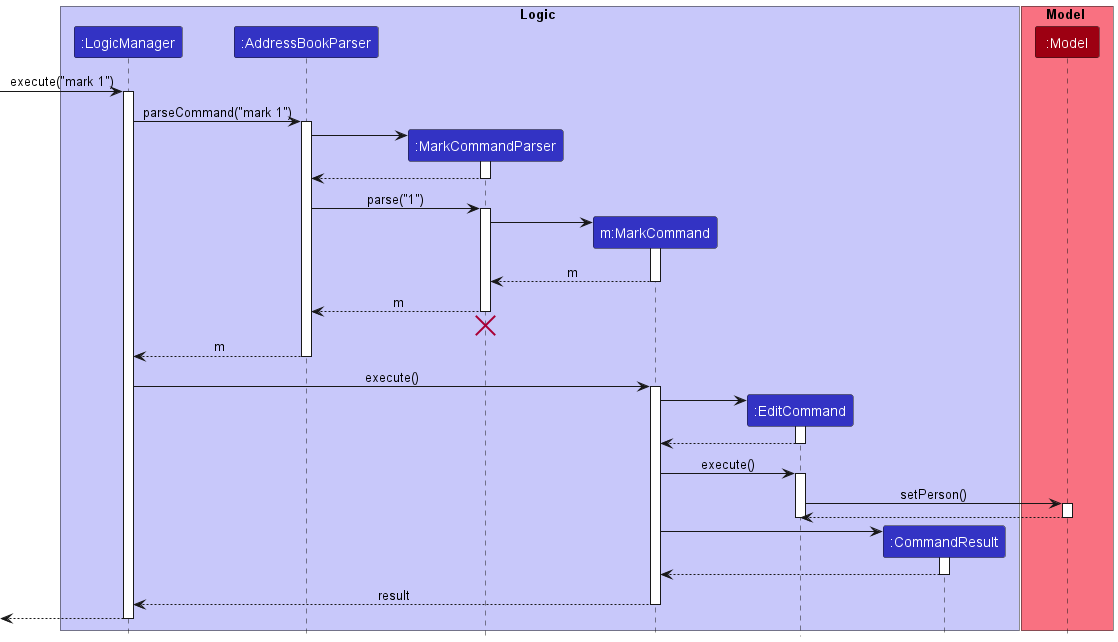 Logic
Model
:LogicManager
:AddressBookParser
:Model
execute("mark 1")
parseCommand("mark 1")
:MarkCommandParser
parse("1")
m:MarkCommand
m
m
m
execute()
:EditCommand
execute()
setPerson()
:CommandResult
result